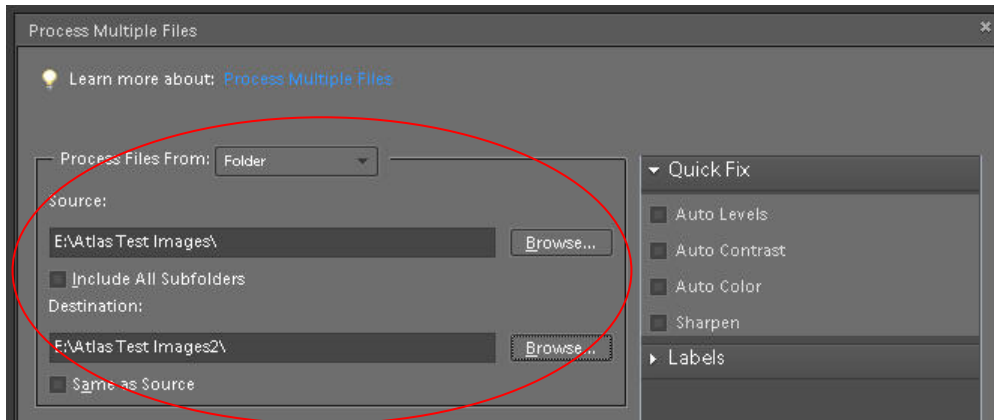 Process Multiple Files
Learn more about: Process Multiple Files
Process Files From: Folder
Source:
E:\Atlas Test Images\ Browse...
Include All Subfolders
Destination:
E:\Atlas Test Images2\ Browse...
Same as Source
Quick Fix
Auto Levels
Auto Contrast
Auto Color
Sharpen
Labels